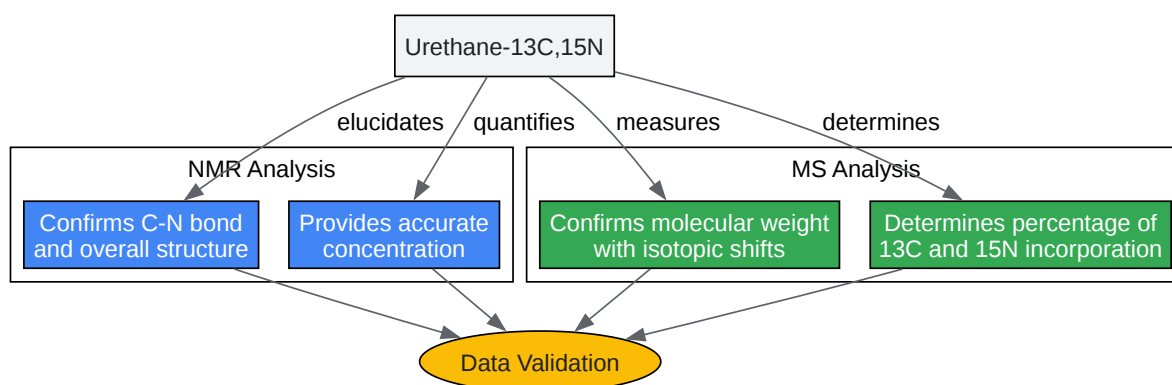 Urethane-13C,15N
elucidates
quantifies
measures
determines
NMR Analysis
MS Analysis
Confirms C-N bond
and overall structure
Provides accurate
concentration
Confirms molecular weight
with isotopic shifts
Determines percentage of
13C and 15N incorporation
Data Validation